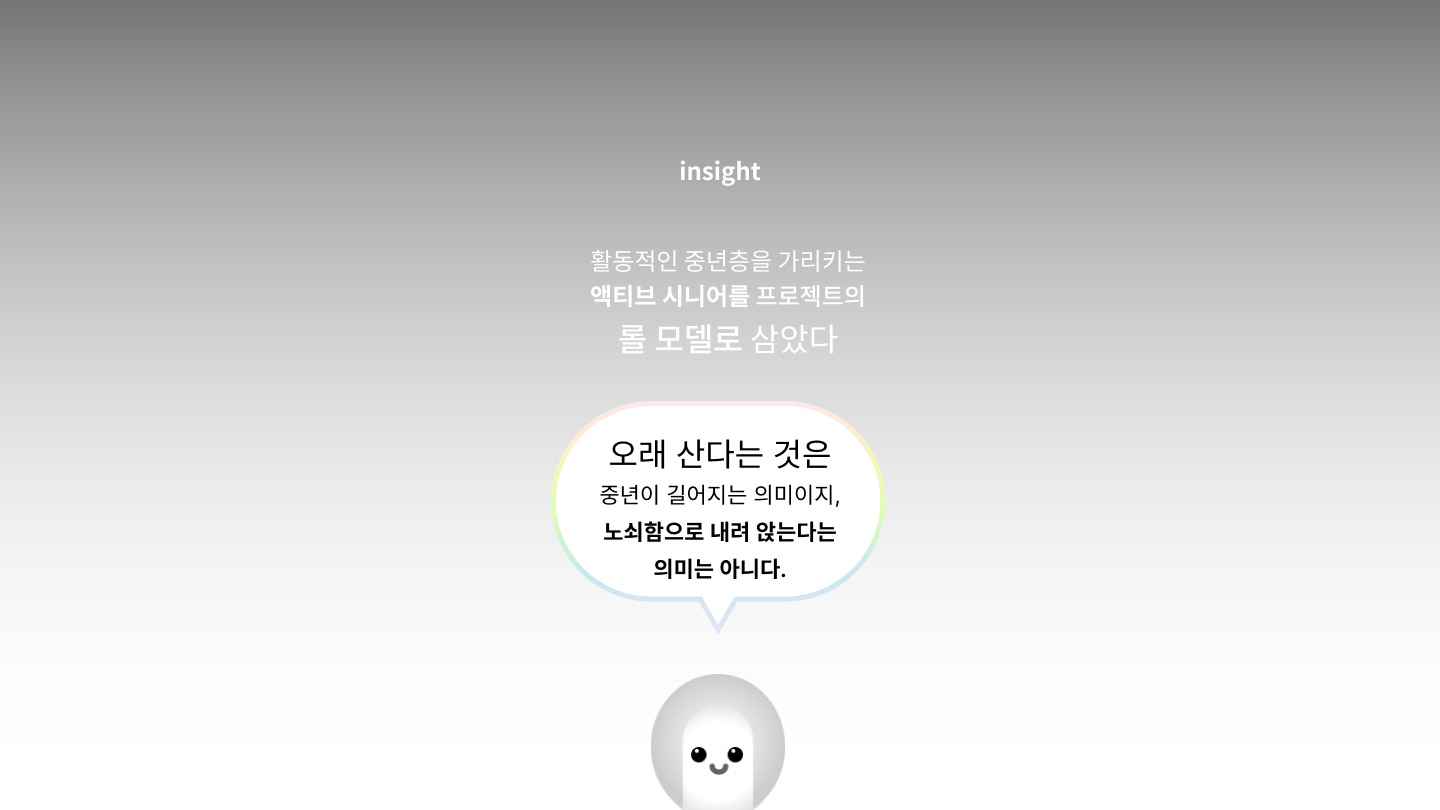 insight
활동적인 중년층을 가리키는
액티브 시니어를 프로젝트의
롤 모델로 삼았다
오래 산다는 것은
중년이 길어지는 의미이지,
노쇠함으로 내려 앉는다는
의미는 아니다.